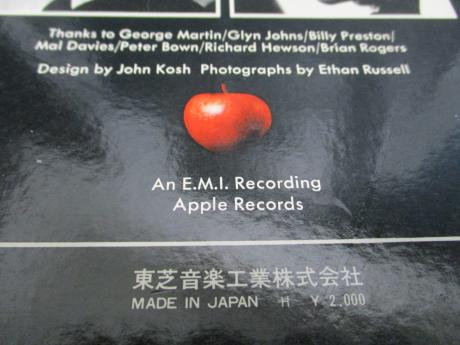 Thanks to George Martin/Glyn Johns/Billy Preston/
Mal Davies/Peter Bown/Richard Hewson/Brian Rogers
Design by John Kosh Photographs by Ethan Russell
An E.M.I. Recording
Apple Records
東芝音楽工業株式会社
MADE IN JAPAN Ⓗ ¥ 2,000